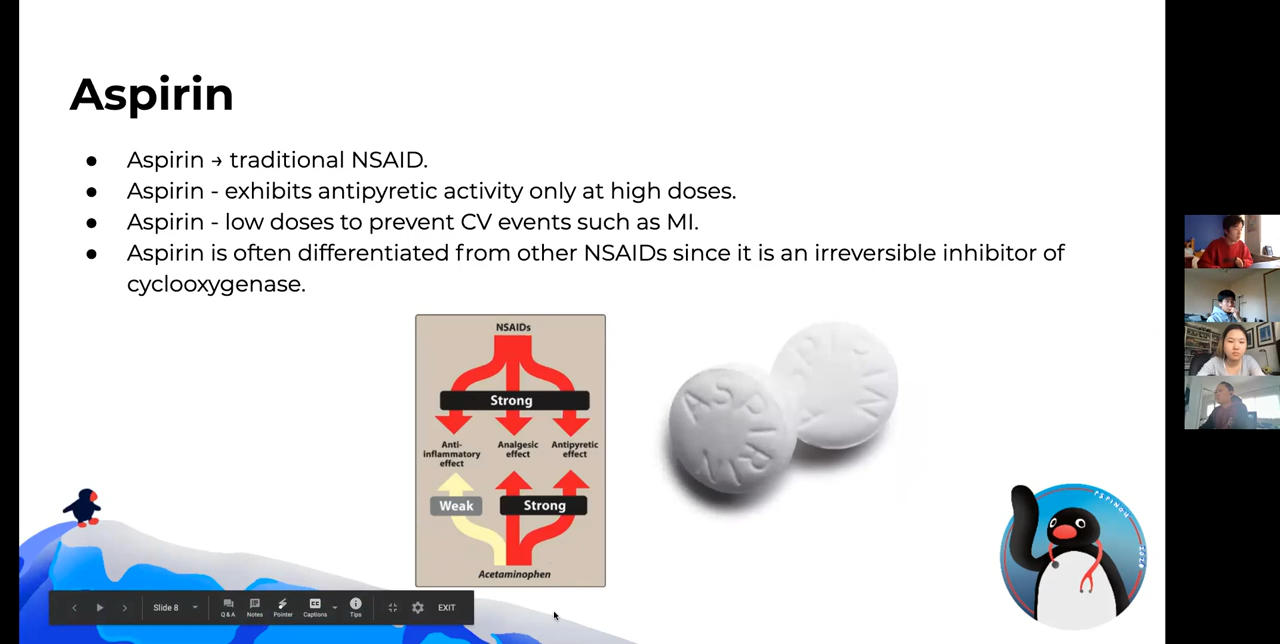 Aspirin
● Aspirin → traditional NSAID.
● Aspirin - exhibits antipyretic activity only at high doses.
● Aspirin - low doses to prevent CV events such as MI.
● Aspirin is often differentiated from other NSAIDs since it is an irreversible inhibitor of
cyclooxygenase.
NSAIDs
Strong
Anti-
inflammatory
effect
Analgesic
effect
Antipyretic
effect
Weak
Strong
Acetaminophen
ASPIRIN
Slide 8
Q & A
Notes
Pointer
Captions
Tips
EXIT